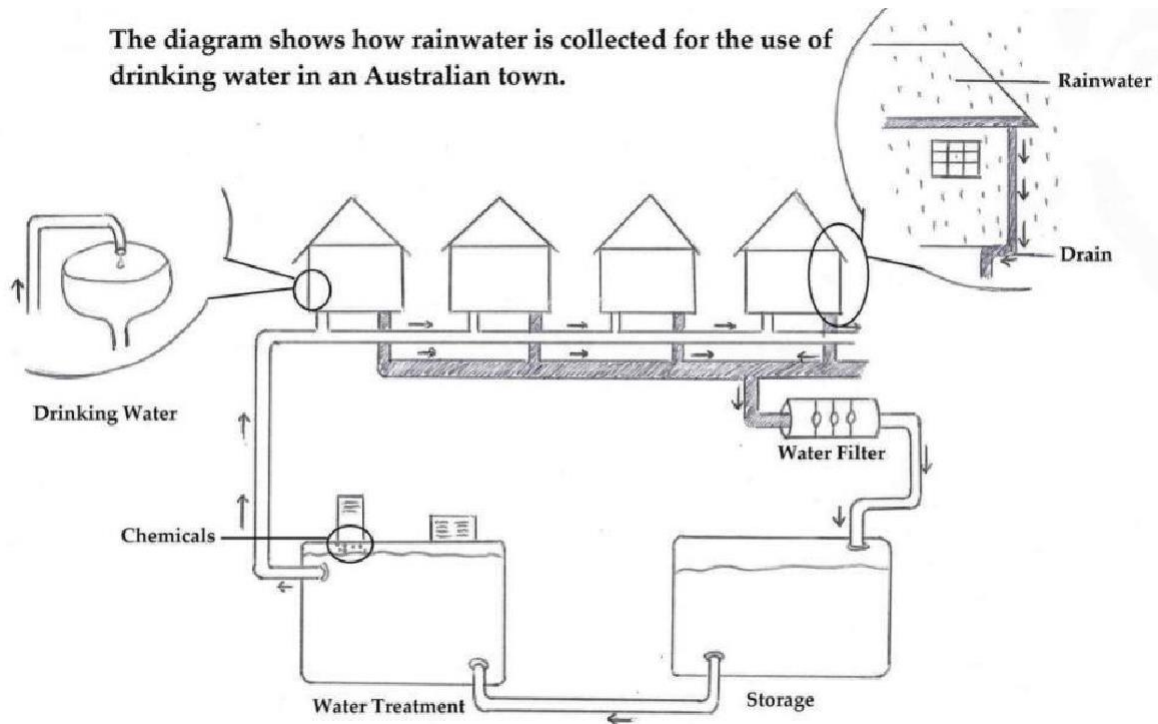 The diagram shows how rainwater is collected for the use of
drinking water in an Australian town.
Rainwater
Drain
Drinking Water
Water Filter
Chemicals
Water Treatment
Storage